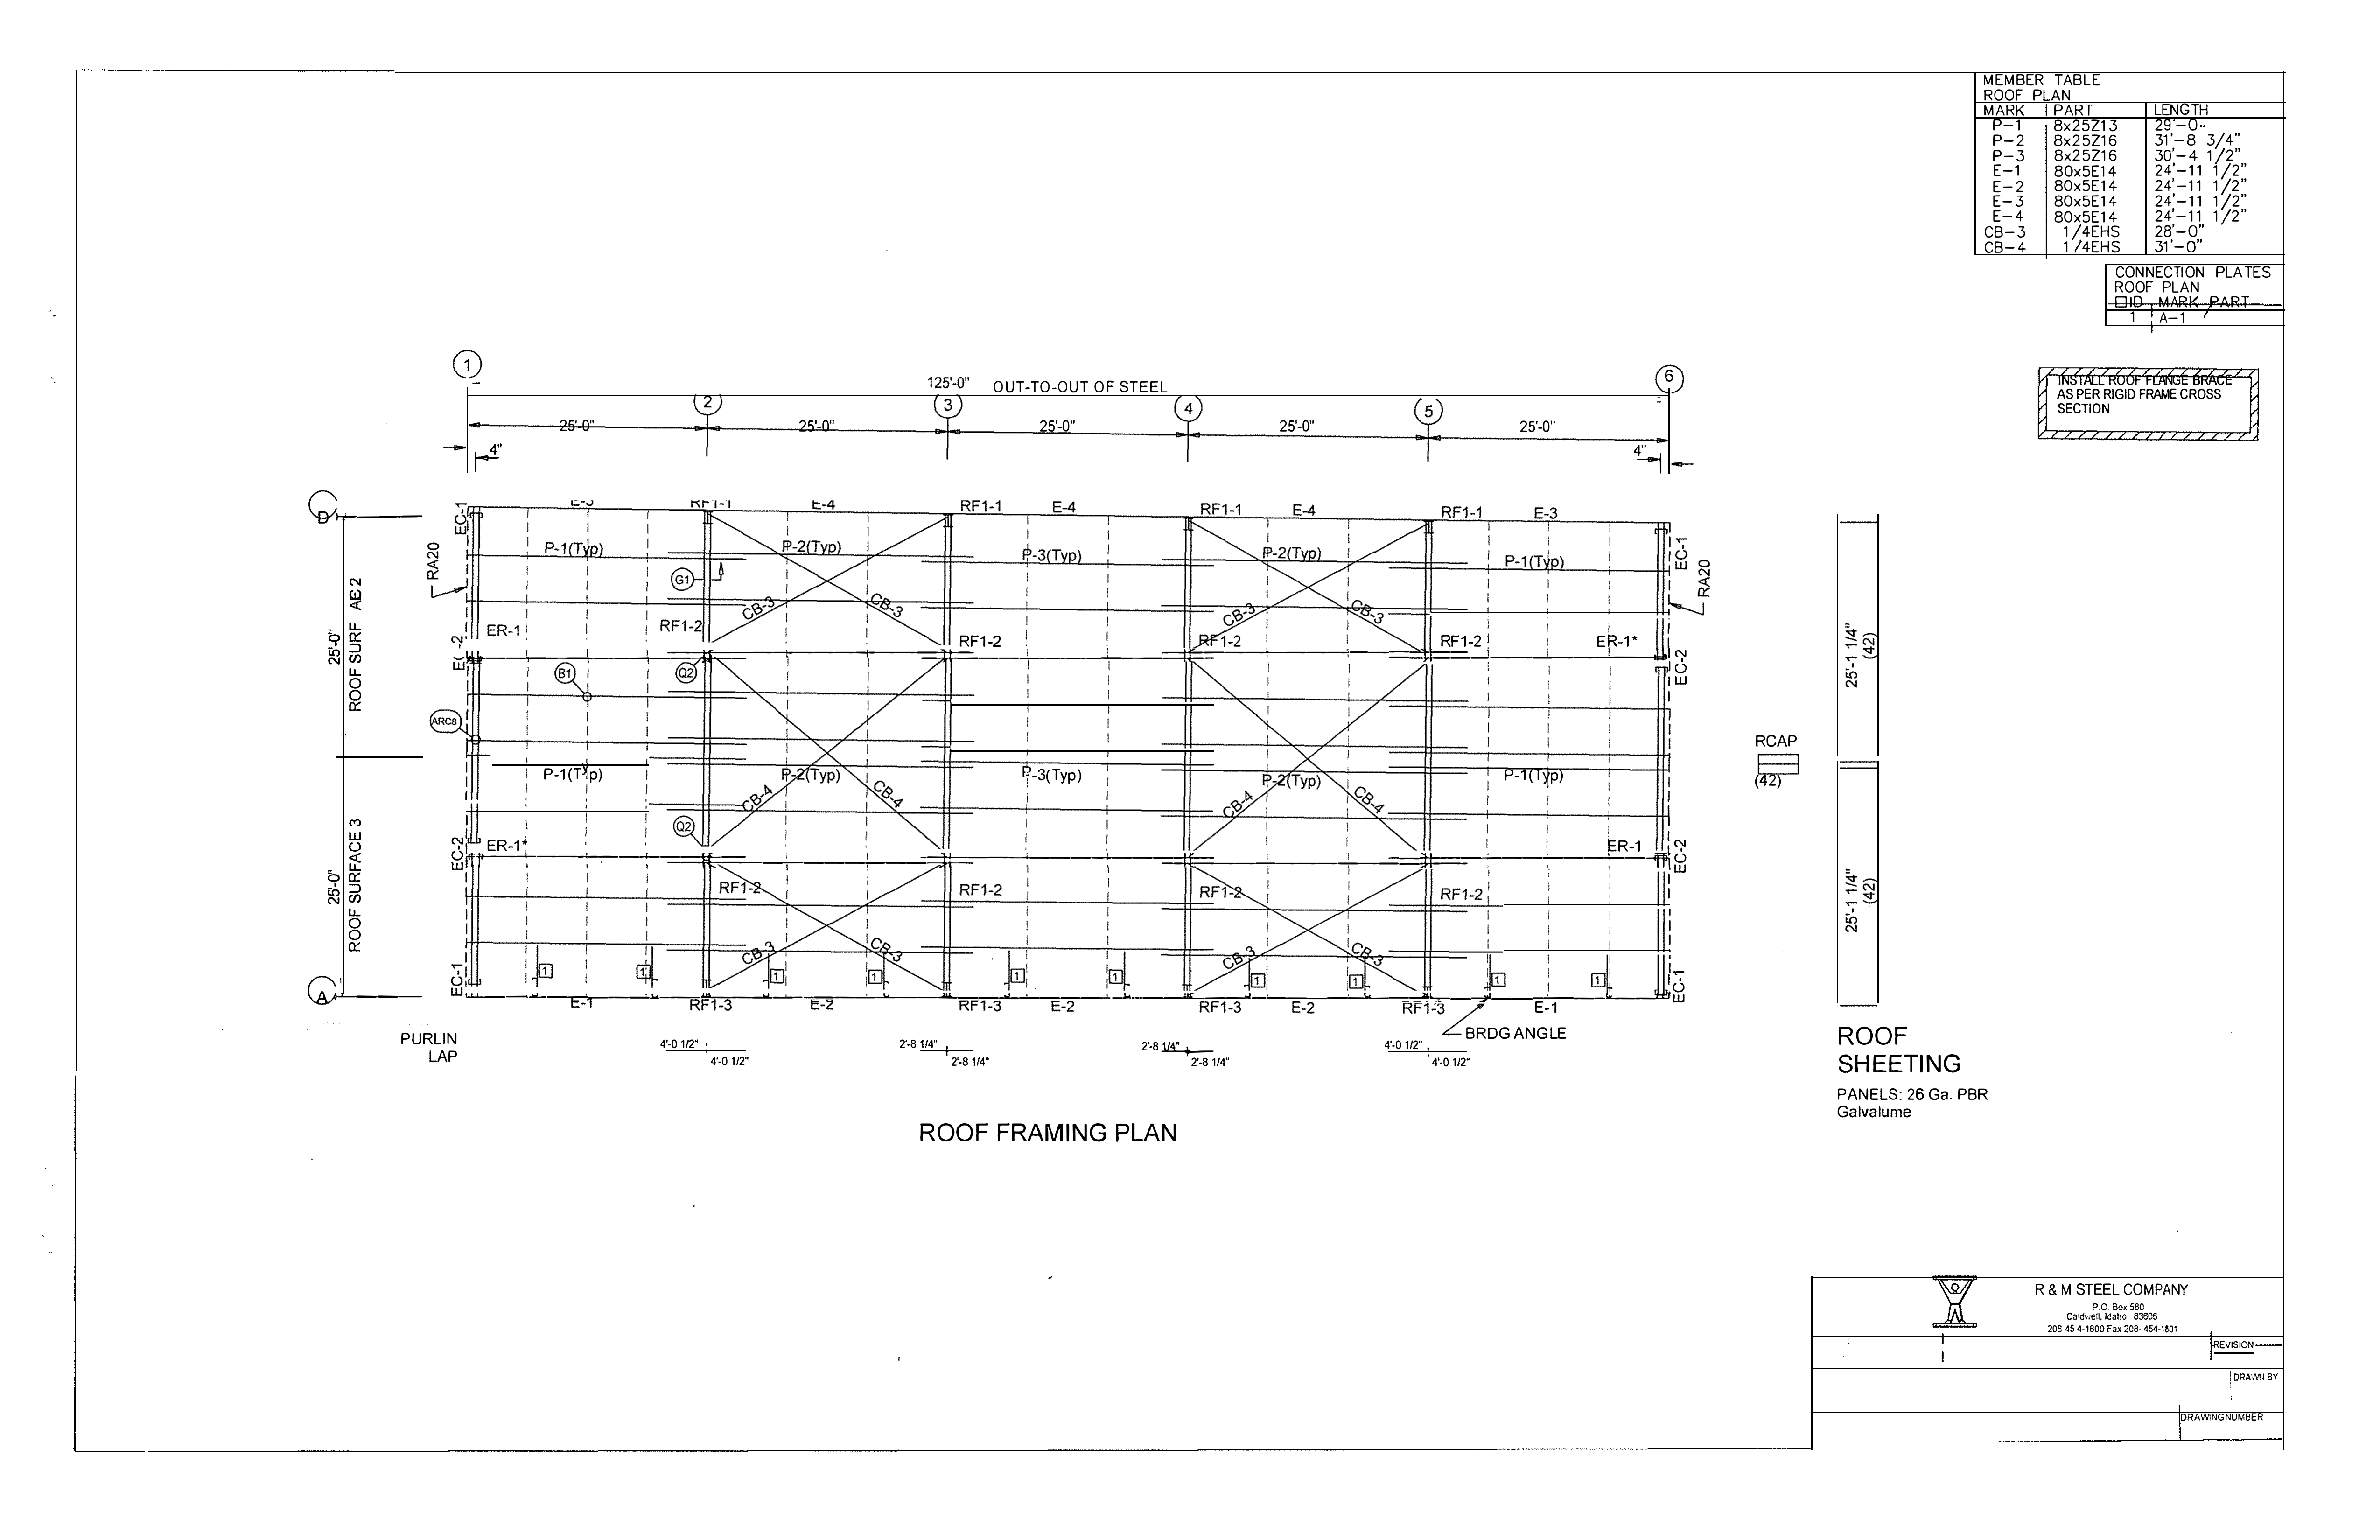 MEMBER TABLE
ROOF PLAN
MARK PART LENGTH
P-1 8x25Z13 29'-0"
P-2 8x25Z16 31'-8 3/4"
P-3 8x25Z16 30'-4 1/2"
E-1 80x5E14 24'-11 1/2"
E-2 80x5E14 24'-11 1/2"
E-3 80x5E14 24'-11 1/2"
E-4 80x5E14 24'-11 1/2"
CB-3 1/4EHS 28'-0"
CB-4 1/4EHS 31'-0"
CONNECTION PLATES
ROOF PLAN
□ID MARK/PART
1 A-1
INSTALL ROOF FLANGE BRACE
AS PER RIGID FRAME CROSS
SECTION
1 6
125'-0" OUT-TO-OUT OF STEEL
2 3 4 5
25'-0" 25'-0" 25'-0" 25'-0" 25'-0"
4" 4"
D
EC-1 E-3 RF1-1 E-4 RF1-1 E-4 RF1-1 E-4 RF1-1 E-3 EC-1
P-1(Typ) P-2(Typ) P-3(Typ) P-2(Typ) P-1(Typ)
RA20 RA20
G1
CB-3 CB-3 CB-3 CB-3
25'-0"
ROOF SURF AC 2
ER-1 RF1-2 RF1-2 RF1-2 RF1-2 ER-1*
EC-2 EC-2
B1 Q2
ARC8
P-1(Typ) P-2(Typ) P-3(Typ) P-2(Typ) P-1(Typ)
CB-4 CB-4 CB-4 CB-4
Q2
25'-0"
ROOF SURFACE 3
EC-2 ER-1* ER-1 EC-2
RF1-2 RF1-2 RF1-2 RF1-2
CB-3 CB-3 CB-3 CB-3
1 1 1 1 1 1 1 1 1 1
EC-1 EC-1
A
E-1 RF1-3 E-2 RF1-3 E-2 RF1-3 E-2 RF1-3 E-1
BRDG ANGLE
PURLIN
LAP
4'-0 1/2" 2'-8 1/4" 2'-8 1/4" 4'-0 1/2"
4'-0 1/2" 2'-8 1/4" 2'-8 1/4" 4'-0 1/2"
ROOF FRAMING PLAN
RCAP
(42)
25'-1 1/4"
(42)
25'-1 1/4"
(42)
ROOF
SHEETING
PANELS: 26 Ga. PBR
Galvalume
R & M STEEL COMPANY
P.O. Box 580
Caldwell, Idaho 83606
208-45 4-1800 Fax 208- 454-1801
REVISION
DRAWN BY
DRAWINGNUMBER